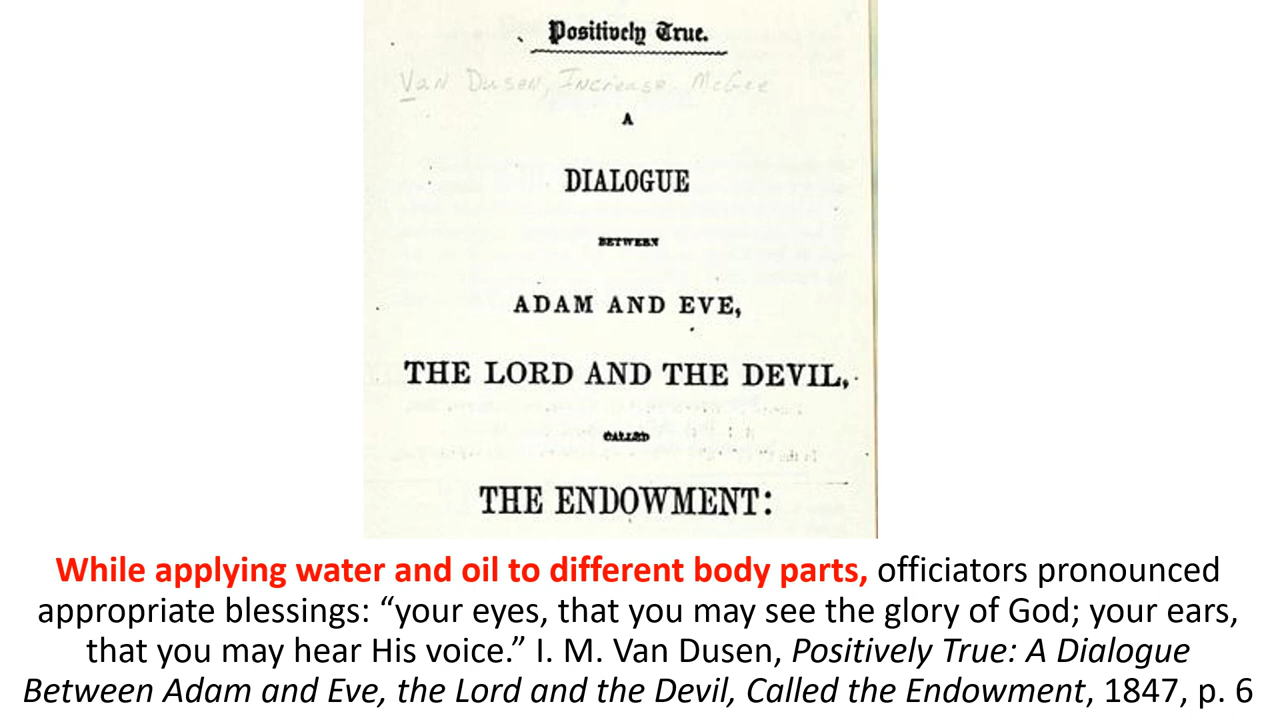 Positively True.
Van Dusen, Increase McGee
A
DIALOGUE
BETWEEN
ADAM AND EVE,
THE LORD AND THE DEVIL,
CALLED
THE ENDOWMENT:
While applying water and oil to different body parts, officiators pronounced
appropriate blessings: “your eyes, that you may see the glory of God; your ears,
that you may hear His voice.” I. M. Van Dusen, Positively True: A Dialogue
Between Adam and Eve, the Lord and the Devil, Called the Endowment, 1847, p. 6